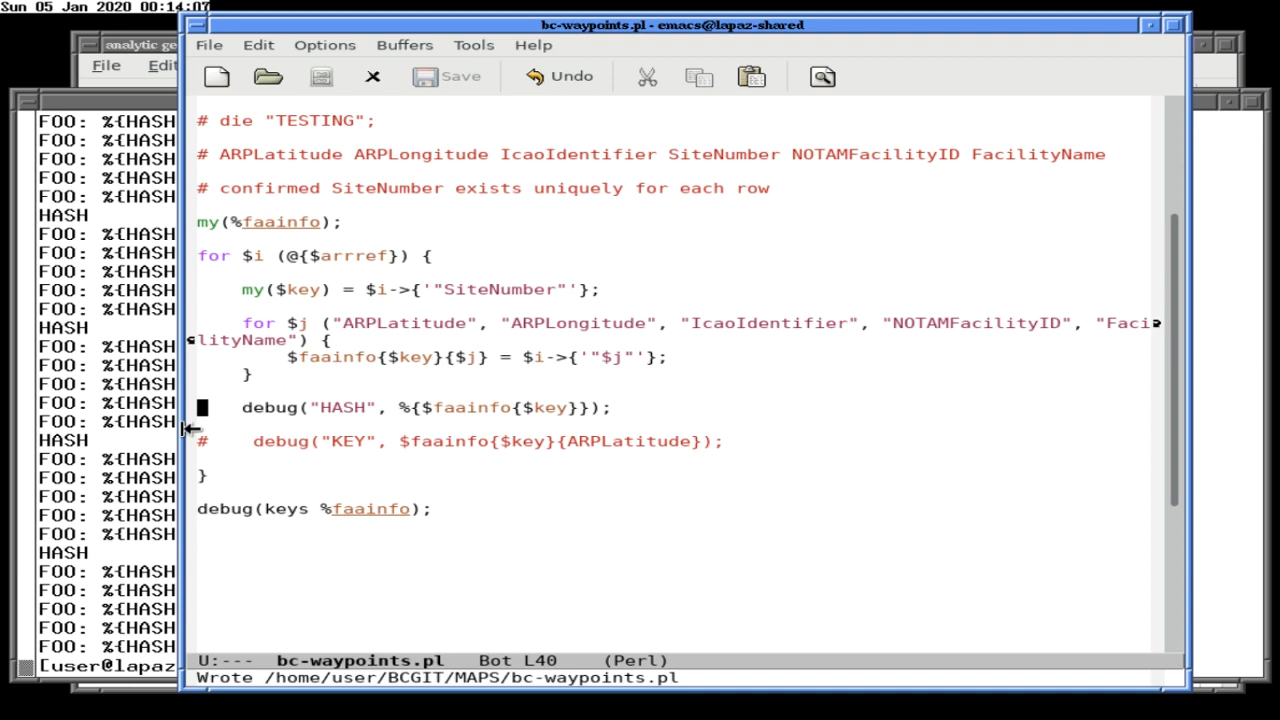 Sun 05 Jan 2020 00:14:07
bc-waypoints.pl - emacs@lapaz-shared
analytic ge
File Edit Options Buffers Tools Help
File Edit
Save Undo
FOO: %{HASH
FOO: %{HASH
FOO: %{HASH
FOO: %{HASH
FOO: %{HASH
HASH
FOO: %{HASH
FOO: %{HASH
FOO: %{HASH
FOO: %{HASH
FOO: %{HASH
HASH
FOO: %{HASH
FOO: %{HASH
FOO: %{HASH
FOO: %{HASH
FOO: %{HASH
HASH
FOO: %{HASH
FOO: %{HASH
FOO: %{HASH
FOO: %{HASH
FOO: %{HASH
HASH
FOO: %{HASH
FOO: %{HASH
FOO: %{HASH
FOO: %{HASH
FOO: %{HASH
[user@lapaz
# die "TESTING";
# ARPLatitude ARPLongitude IcaoIdentifier SiteNumber NOTAMFacilityID FacilityName
# confirmed SiteNumber exists uniquely for each row
my(%faainfo);
for $i (@{$arrref}) {
my($key) = $i->{'"SiteNumber"'};
for $j ("ARPLatitude", "ARPLongitude", "IcaoIdentifier", "NOTAMFacilityID", "Faci
lityName") {
$faainfo{$key}{$j} = $i->{'"$j"'};
}
debug("HASH", %{$faainfo{$key}});
#    debug("KEY", $faainfo{$key}{ARPLatitude});
}
debug(keys %faainfo);
U:--- bc-waypoints.pl Bot L40 (Perl)
Wrote /home/user/BCGIT/MAPS/bc-waypoints.pl